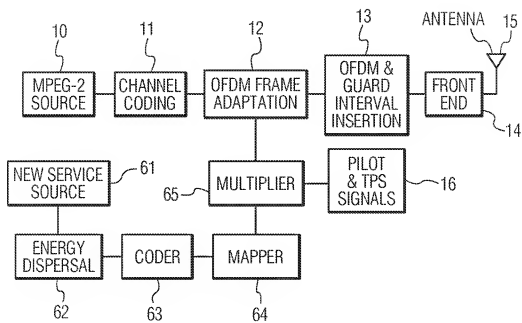 ANTENNA
15
10
11
12
13
MPEG-2
SOURCE
CHANNEL
CODING
OFDM FRAME
ADAPTATION
OFDM &
GUARD
INTERVAL
INSERTION
FRONT
END
14
61
NEW SERVICE
SOURCE
65
MULTIPLIER
PILOT
& TPS
SIGNALS
16
ENERGY
DISPERSAL
CODER
MAPPER
62
63
64